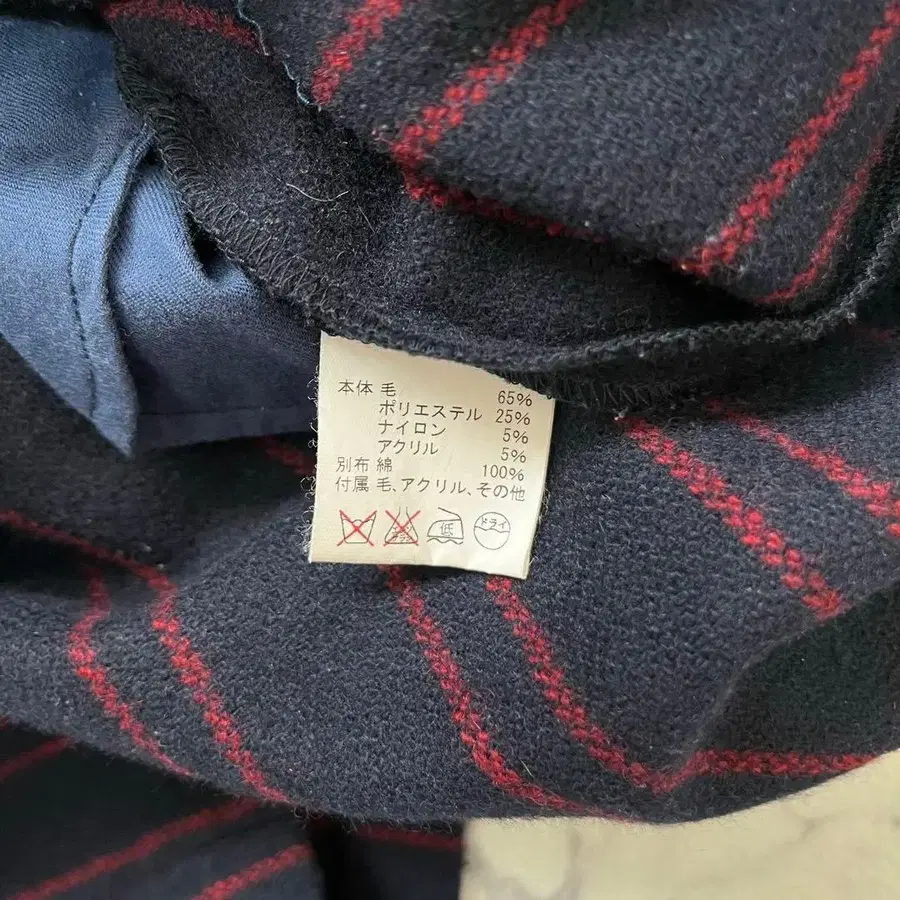 本体 毛 65%
ポリエステル 25%
ナイロン 5%
アクリル 5%
別布 綿 100%
付属 毛、アクリル、その他
低 ドライ